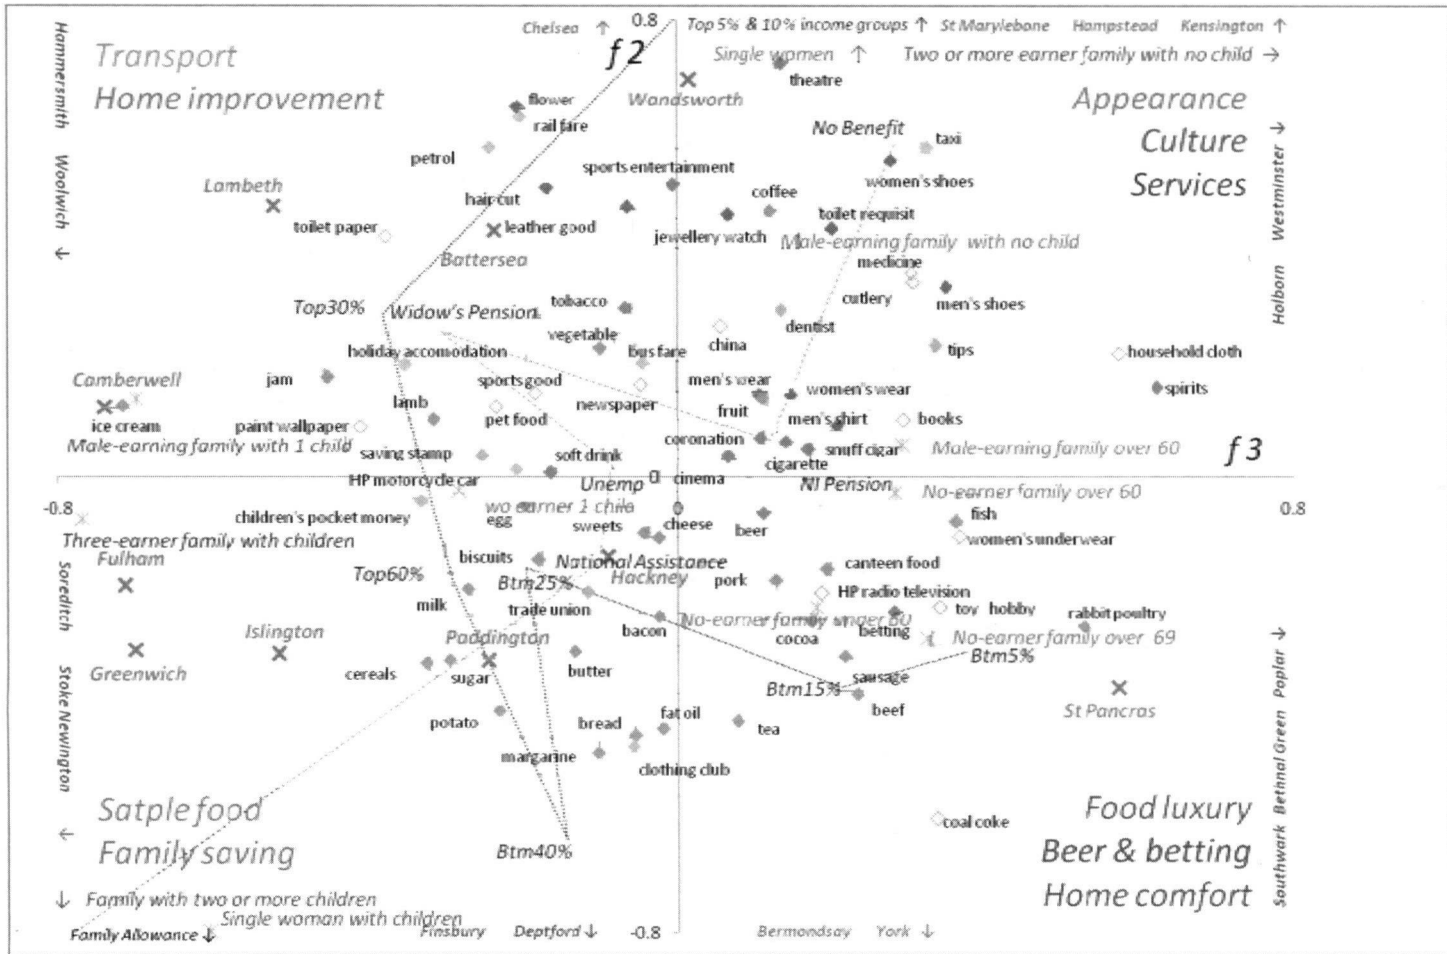 Chelsea ↑
0.8
Top 5% & 10% income groups ↑
St Marylebone
Hampstead
Kensington ↑
Hammersmith Woolwich ↓
Transport
Home improvement
f2
Single women ↑
Two or more earner family with no child →
theatre
Wandsworth
flower
rail fare
petrol
Appearance
Culture
Services
No Benefit
taxi
women's shoes
Holborn Westminster →
sports entertainment
Lambeth
hair cut
coffee
toilet paper
leather good
jewellery watch
toilet requisit
Battersea
Male-earning family with no child
medicine
cutlery
men's shoes
Top30%
Widow's Pension
tobacco
vegetable
dentist
china
bus fare
tips
household cloth
holiday accomodation
jam
Camberwell
sports good
men's wear
women's wear
spirits
lamb
newspaper
fruit
men's shirt
books
ice cream
paint wallpaper
pet food
coronation
Male-earning family with 1 child
saving stamp
soft drink
cinema
cigarette
snuff cigar
Male-earning family over 60
f3
HP motorcycle car
Unemp
0
NI Pension
No-earner family over 60
-0.8
0
0.8
children's pocket money
egg
wo earner 1 child
sweets
cheese
beer
fish
women's underwear
Three-earner family with children
Fulham
biscuits
National Assistance
Hackney
pork
canteen food
Top60%
Btm25%
HP radio television
milk
trade union
toy hobby
rabbit poultry
Soreditch
bacon
No-earner family under 60
cocoa
betting
No-earner family over 69
Islington
Paddington
Btm5%
Greenwich
cereals
sugar
butter
sausage
Btm15%
beef
St Pancras
potato
bread
fat oil
tea
margarine
clothing club
Stoke Newington ←
Satple food
Family saving
Btm40%
coal coke
Food luxury
Beer & betting
Home comfort
Southwark Bethnal Green Poplar →
↓ Family with two or more children
Single woman with children
Family Allowance ↓
Finsbury
Deptford ↓
-0.8
Bermondsay
York ↓